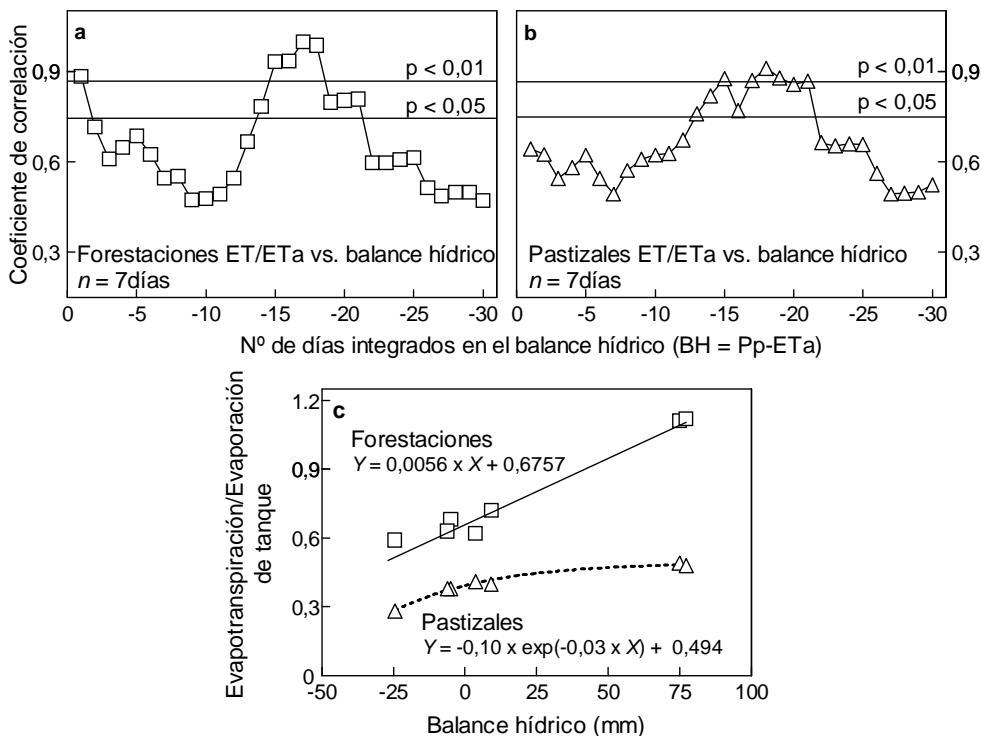 Coeficiente de correlación
a
0,9
0,6
0,3
p < 0,01
p < 0,05
Forestaciones ET/ETa vs. balance hídrico
n = 7días
0 -5 -10 -15 -20 -25 -30
b
p < 0,01
p < 0,05
0,9
0,6
0,3
Pastizales ET/ETa vs. balance hídrico
n = 7días
0 -5 -10 -15 -20 -25 -30
Nº de días integrados en el balance hídrico (BH = Pp-ETa)
Evapotranspiración/Evaporación
de tanque
c
1.2
0,9
0,6
0,3
0
Forestaciones
Y = 0,0056 x X + 0,6757
Pastizales
Y = -0,10 x exp(-0,03 x X) + 0,494
-50 -25 0 25 50 75 100
Balance hídrico (mm)